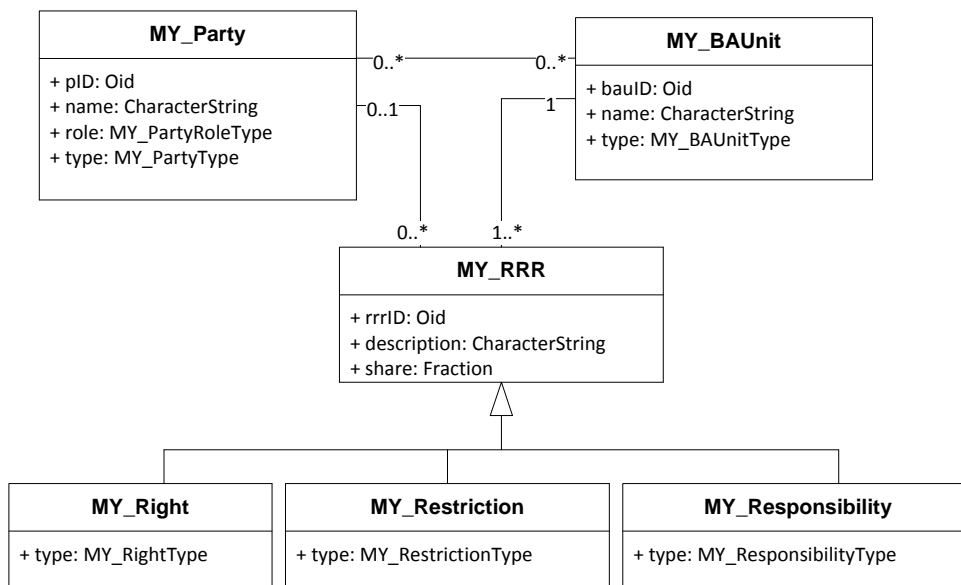 MY_Party
+ pID: Oid
+ name: CharacterString
+ role: MY_PartyRoleType
+ type: MY_PartyType
0..*
0..*
0..1
1
MY_BAUnit
+ bauID: Oid
+ name: CharacterString
+ type: MY_BAUnitType
0..*
1..*
MY_RRR
+ rrrID: Oid
+ description: CharacterString
+ share: Fraction
MY_Right
+ type: MY_RightType
MY_Restriction
+ type: MY_RestrictionType
MY_Responsibility
+ type: MY_ResponsibilityType